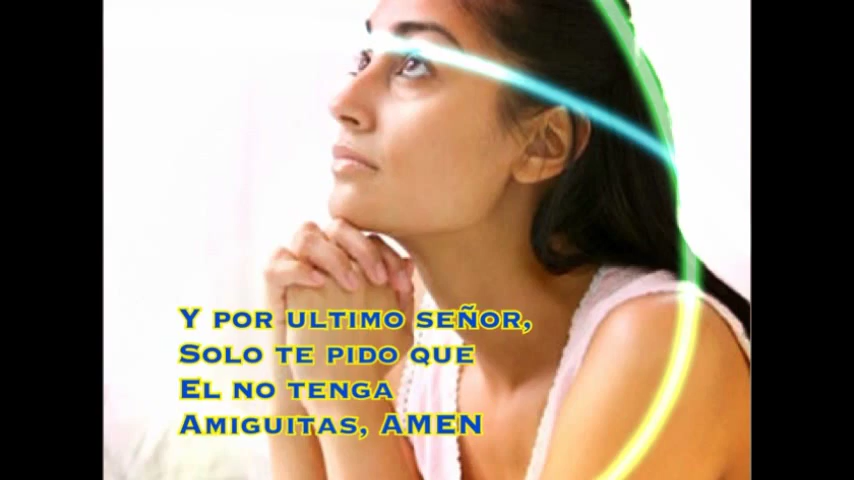 Y por ultimo señor,
Solo te pido que
El no tenga
Amiguitas, AMEN